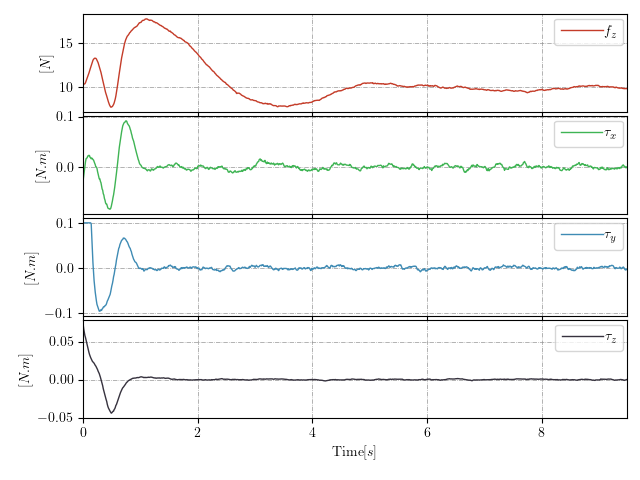 f_z
[N]
15
10
τ_x
[N.m]
0.1
0.0
τ_y
[N.m]
0.1
0.0
−0.1
τ_z
[N.m]
0.05
0.00
−0.05
0 2 4 6 8
Time[s]